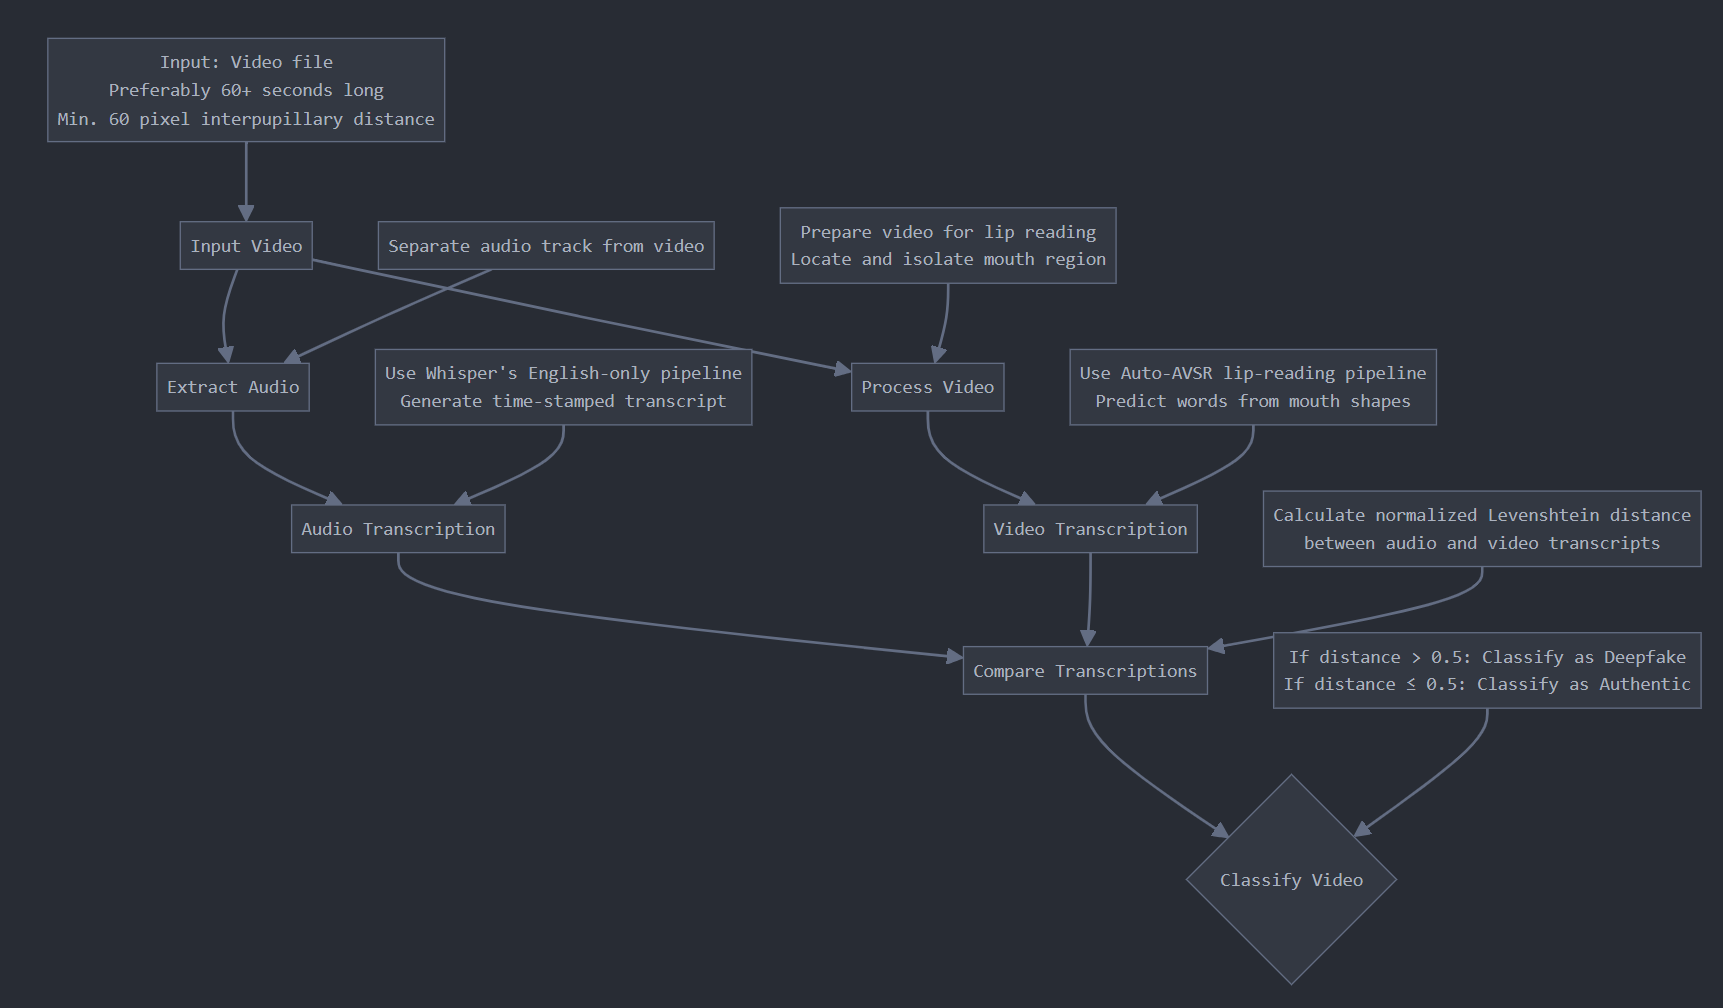 Input: Video file
Preferably 60+ seconds long
Min. 60 pixel interpupillary distance
Input Video
Separate audio track from video
Prepare video for lip reading
Locate and isolate mouth region
Extract Audio
Use Whisper's English-only pipeline
Generate time-stamped transcript
Process Video
Use Auto-AVSR lip-reading pipeline
Predict words from mouth shapes
Audio Transcription
Video Transcription
Calculate normalized Levenshtein distance
between audio and video transcripts
Compare Transcriptions
If distance > 0.5: Classify as Deepfake
If distance ≤ 0.5: Classify as Authentic
Classify Video